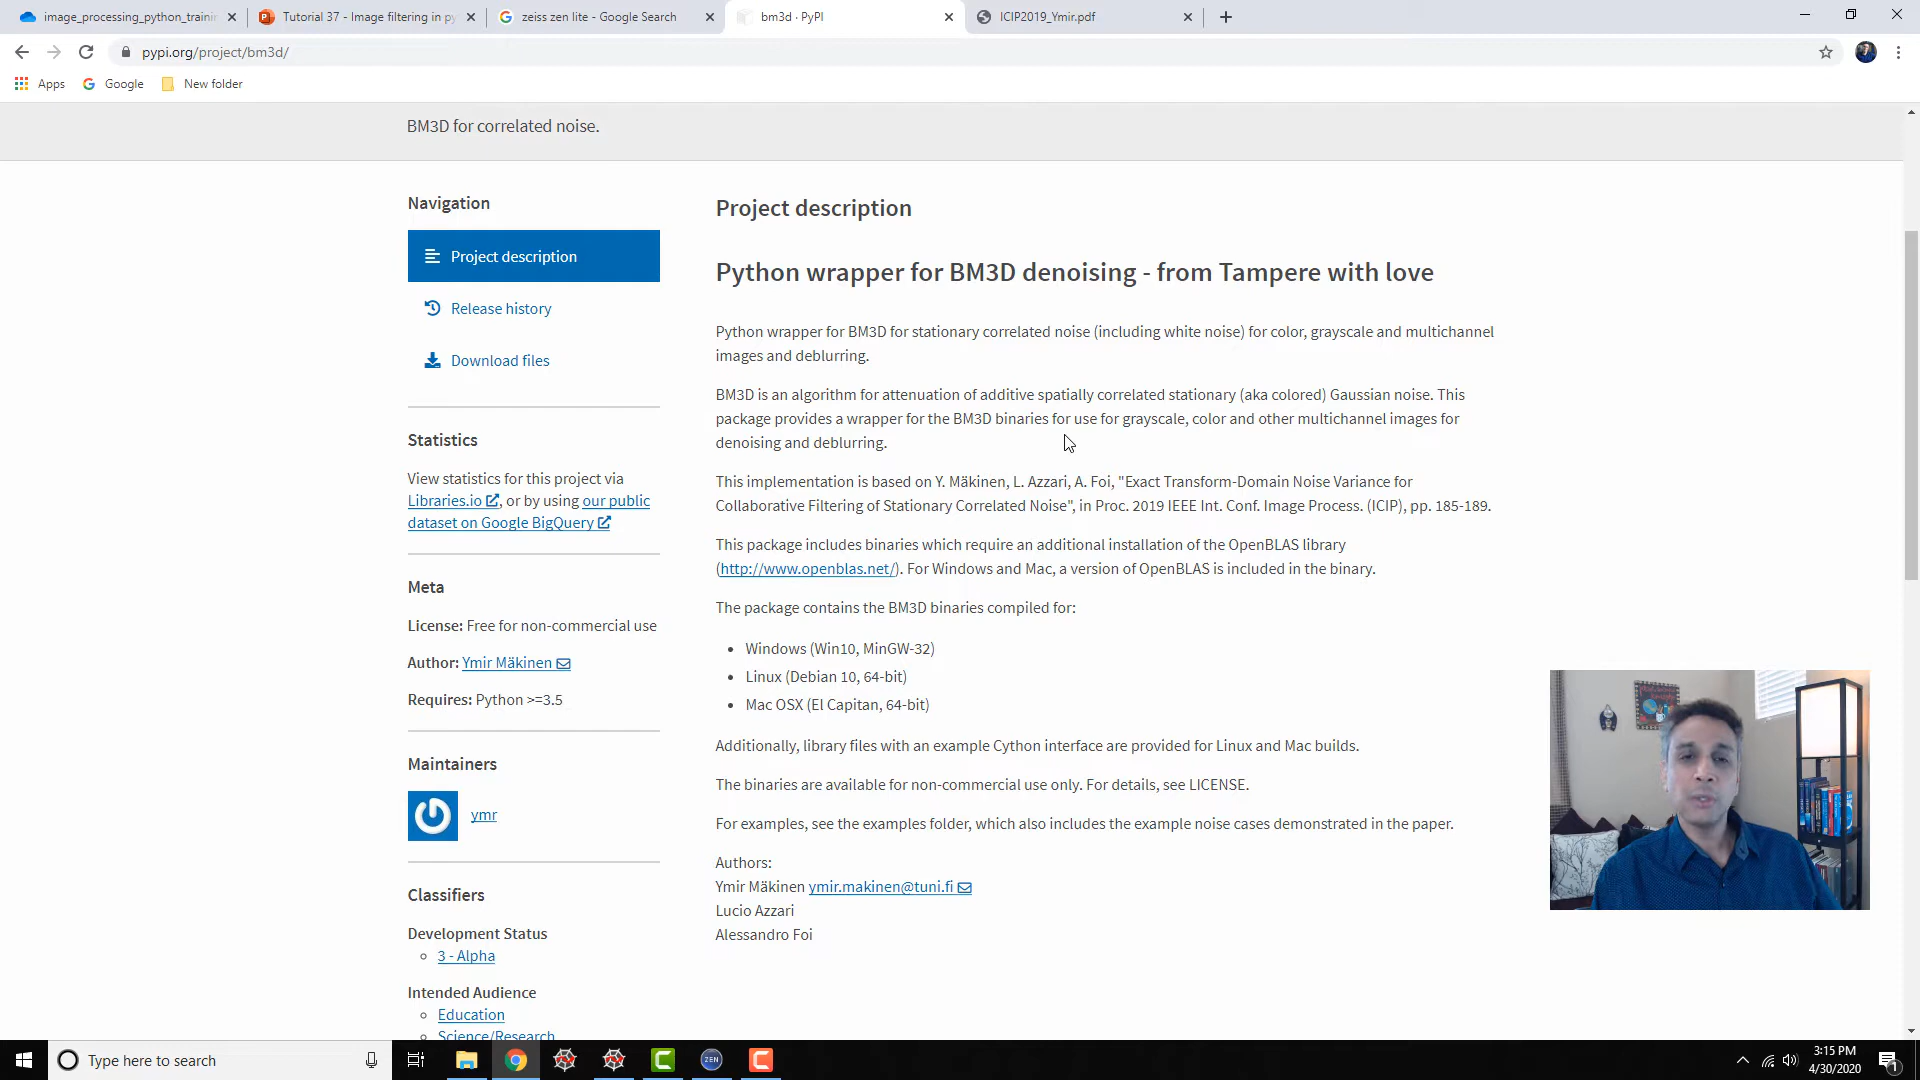 image_processing_python_traini
Tutorial 37 - Image filtering in py
zeiss zen lite - Google Search
bm3d · PyPI
ICIP2019_Ymir.pdf
pypi.org/project/bm3d/
Apps
Google
New folder
BM3D for correlated noise.
Navigation
Project description
Release history
Download files
Statistics
View statistics for this project via
Libraries.io, or by using our public
dataset on Google BigQuery
Meta
License: Free for non-commercial use
Author: Ymir Mäkinen
Requires: Python >=3.5
Maintainers
ymr
Classifiers
Development Status
3 - Alpha
Intended Audience
Education
Science/Research
Project description
Python wrapper for BM3D denoising - from Tampere with love
Python wrapper for BM3D for stationary correlated noise (including white noise) for color, grayscale and multichannel
images and deblurring.
BM3D is an algorithm for attenuation of additive spatially correlated stationary (aka colored) Gaussian noise. This
package provides a wrapper for the BM3D binaries for use for grayscale, color and other multichannel images for
denoising and deblurring.
This implementation is based on Y. Mäkinen, L. Azzari, A. Foi, "Exact Transform-Domain Noise Variance for
Collaborative Filtering of Stationary Correlated Noise", in Proc. 2019 IEEE Int. Conf. Image Process. (ICIP), pp. 185-189.
This package includes binaries which require an additional installation of the OpenBLAS library
(http://www.openblas.net/). For Windows and Mac, a version of OpenBLAS is included in the binary.
The package contains the BM3D binaries compiled for:
• Windows (Win10, MinGW-32)
• Linux (Debian 10, 64-bit)
• Mac OSX (El Capitan, 64-bit)
Additionally, library files with an example Cython interface are provided for Linux and Mac builds.
The binaries are available for non-commercial use only. For details, see LICENSE.
For examples, see the examples folder, which also includes the example noise cases demonstrated in the paper.
Authors:
Ymir Mäkinen ymir.makinen@tuni.fi
Lucio Azzari
Alessandro Foi
Type here to search
ZEN
3:15 PM
4/30/2020
1